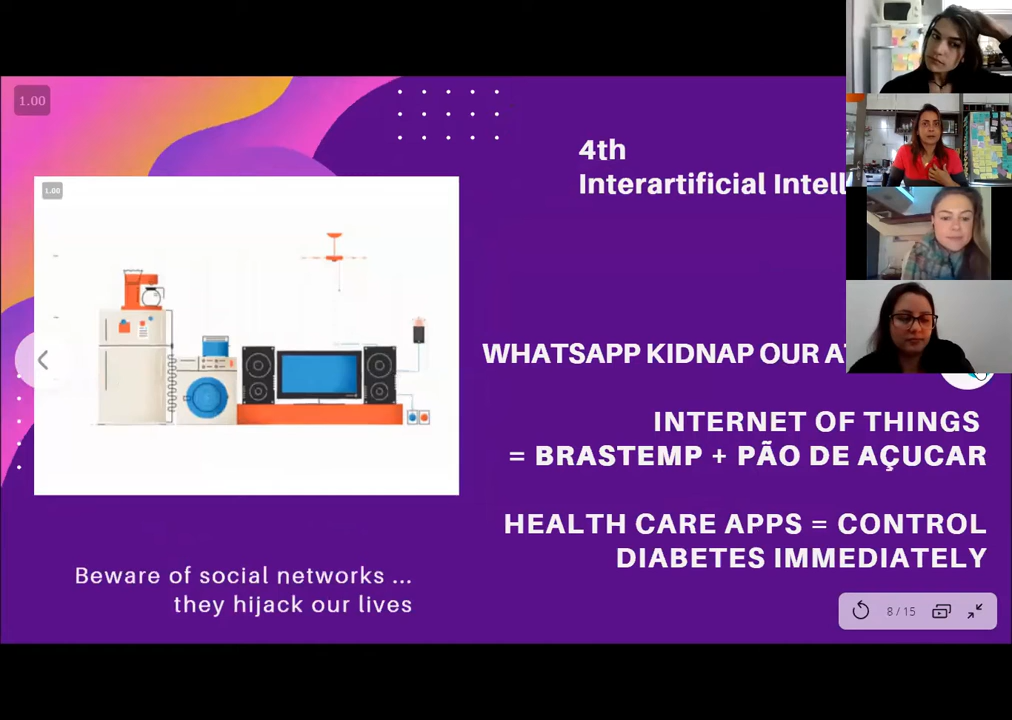 1.00
1.00
4th
Interartificial Intell
WHATSAPP KIDNAP OUR A
INTERNET OF THINGS
= BRASTEMP + PÃO DE AÇUCAR
HEALTH CARE APPS = CONTROL
DIABETES IMMEDIATELY
Beware of social networks ...
they hijack our lives
8 / 15